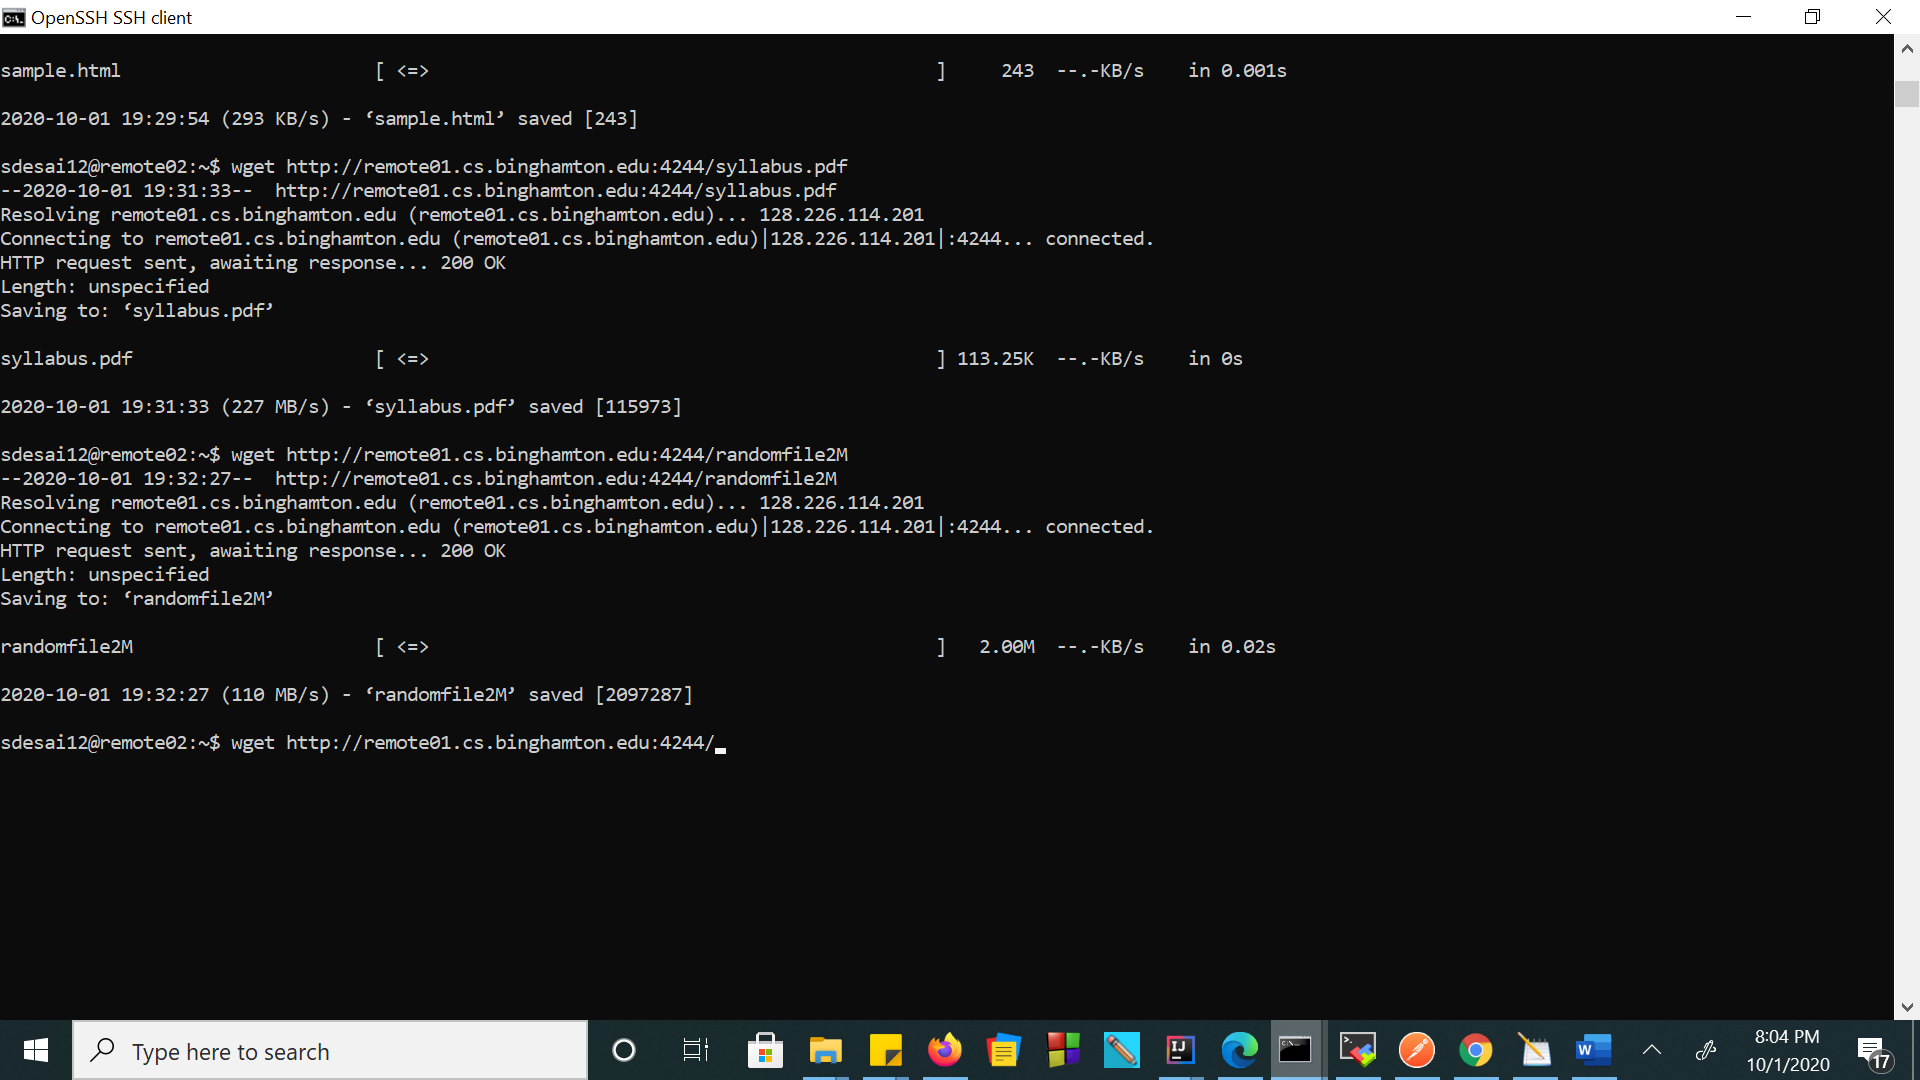 OpenSSH SSH client
sample.html [ <=> ] 243 --.-KB/s in 0.001s
2020-10-01 19:29:54 (293 KB/s) - ‘sample.html’ saved [243]
sdesai12@remote02:~$ wget http://remote01.cs.binghamton.edu:4244/syllabus.pdf
--2020-10-01 19:31:33-- http://remote01.cs.binghamton.edu:4244/syllabus.pdf
Resolving remote01.cs.binghamton.edu (remote01.cs.binghamton.edu)... 128.226.114.201
Connecting to remote01.cs.binghamton.edu (remote01.cs.binghamton.edu)|128.226.114.201|:4244... connected.
HTTP request sent, awaiting response... 200 OK
Length: unspecified
Saving to: ‘syllabus.pdf’
syllabus.pdf [ <=> ] 113.25K --.-KB/s in 0s
2020-10-01 19:31:33 (227 MB/s) - ‘syllabus.pdf’ saved [115973]
sdesai12@remote02:~$ wget http://remote01.cs.binghamton.edu:4244/randomfile2M
--2020-10-01 19:32:27-- http://remote01.cs.binghamton.edu:4244/randomfile2M
Resolving remote01.cs.binghamton.edu (remote01.cs.binghamton.edu)... 128.226.114.201
Connecting to remote01.cs.binghamton.edu (remote01.cs.binghamton.edu)|128.226.114.201|:4244... connected.
HTTP request sent, awaiting response... 200 OK
Length: unspecified
Saving to: ‘randomfile2M’
randomfile2M [ <=> ] 2.00M --.-KB/s in 0.02s
2020-10-01 19:32:27 (110 MB/s) - ‘randomfile2M’ saved [2097287]
sdesai12@remote02:~$ wget http://remote01.cs.binghamton.edu:4244/
Type here to search
8:04 PM
10/1/2020
17